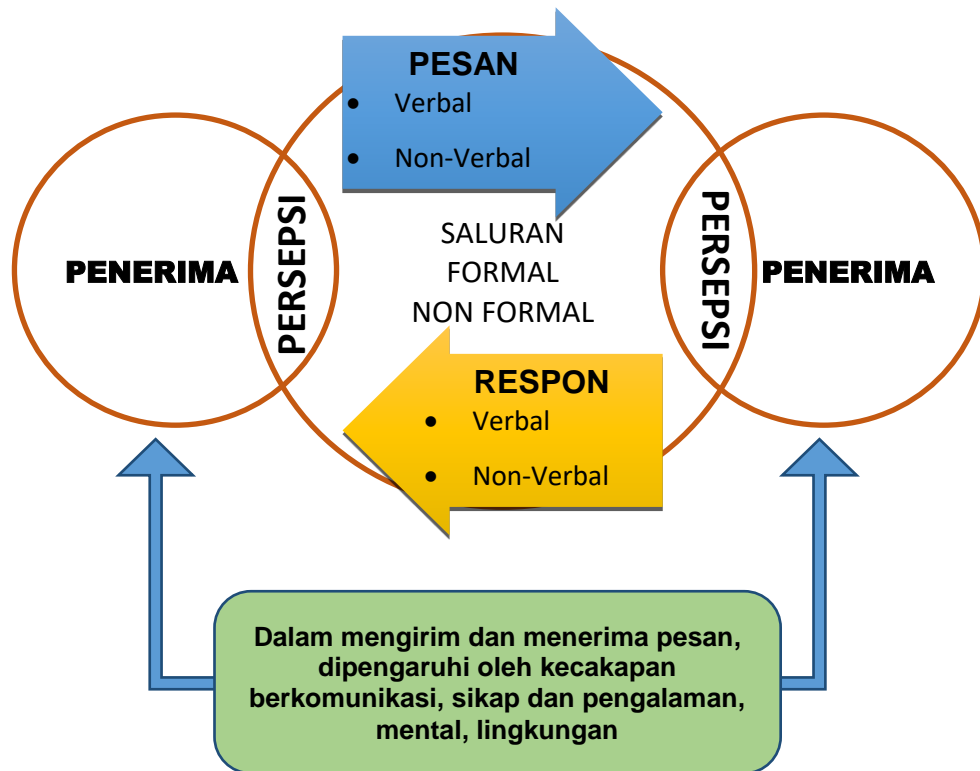 PESAN
• Verbal
• Non-Verbal
PENERIMA
PERSEPSI
SALURAN
FORMAL
NON FORMAL
PERSEPSI
PENERIMA
RESPON
• Verbal
• Non-Verbal
Dalam mengirim dan menerima pesan,
dipengaruhi oleh kecakapan
berkomunikasi, sikap dan pengalaman,
mental, lingkungan